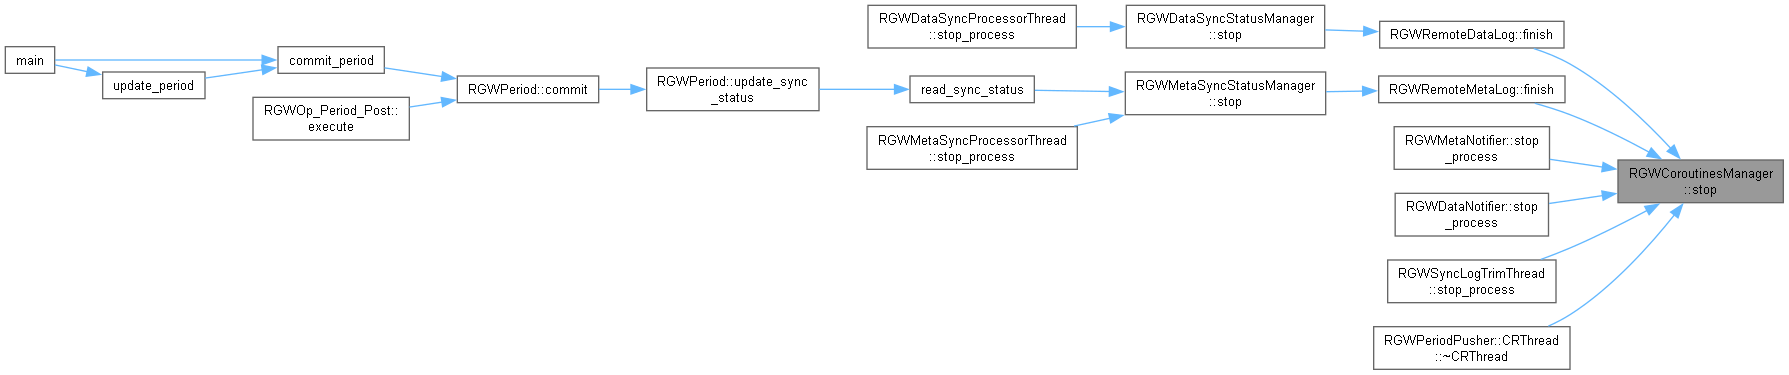 main
update_period
commit_period
RGWOp_Period_Post::
execute
RGWPeriod::commit
RGWPeriod::update_sync
_status
RGWDataSyncProcessorThread
::stop_process
read_sync_status
RGWMetaSyncProcessorThread
::stop_process
RGWDataSyncStatusManager
::stop
RGWMetaSyncStatusManager
::stop
RGWRemoteDataLog::finish
RGWRemoteMetaLog::finish
RGWMetaNotifier::stop
_process
RGWDataNotifier::stop
_process
RGWSyncLogTrimThread
::stop_process
RGWPeriodPusher::CRThread
::~CRThread
RGWCoroutinesManager
::stop